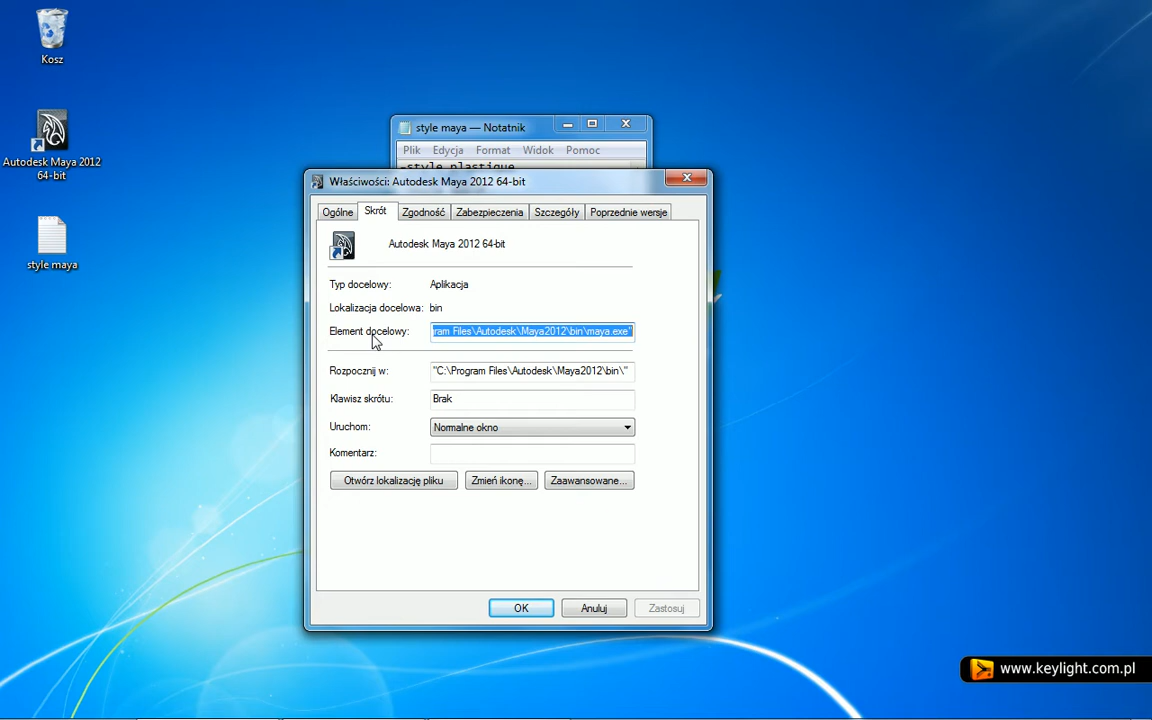 Kosz
Autodesk Maya 2012
64-bit
style maya
style maya — Notatnik
Plik Edycja Format Widok Pomoc
-style plastique
Właściwości: Autodesk Maya 2012 64-bit
Ogólne Skrót Zgodność Zabezpieczenia Szczegóły Poprzednie wersje
Autodesk Maya 2012 64-bit
Typ docelowy: Aplikacja
Lokalizacja docelowa: bin
Element docelowy: ram Files\Autodesk\Maya2012\bin\maya.exe"
Rozpocznij w: "C:\Program Files\Autodesk\Maya2012\bin\"
Klawisz skrótu: Brak
Uruchom: Normalne okno
Komentarz:
Otwórz lokalizację pliku Zmień ikonę... Zaawansowane...
OK Anuluj Zastosuj
www.keylight.com.pl